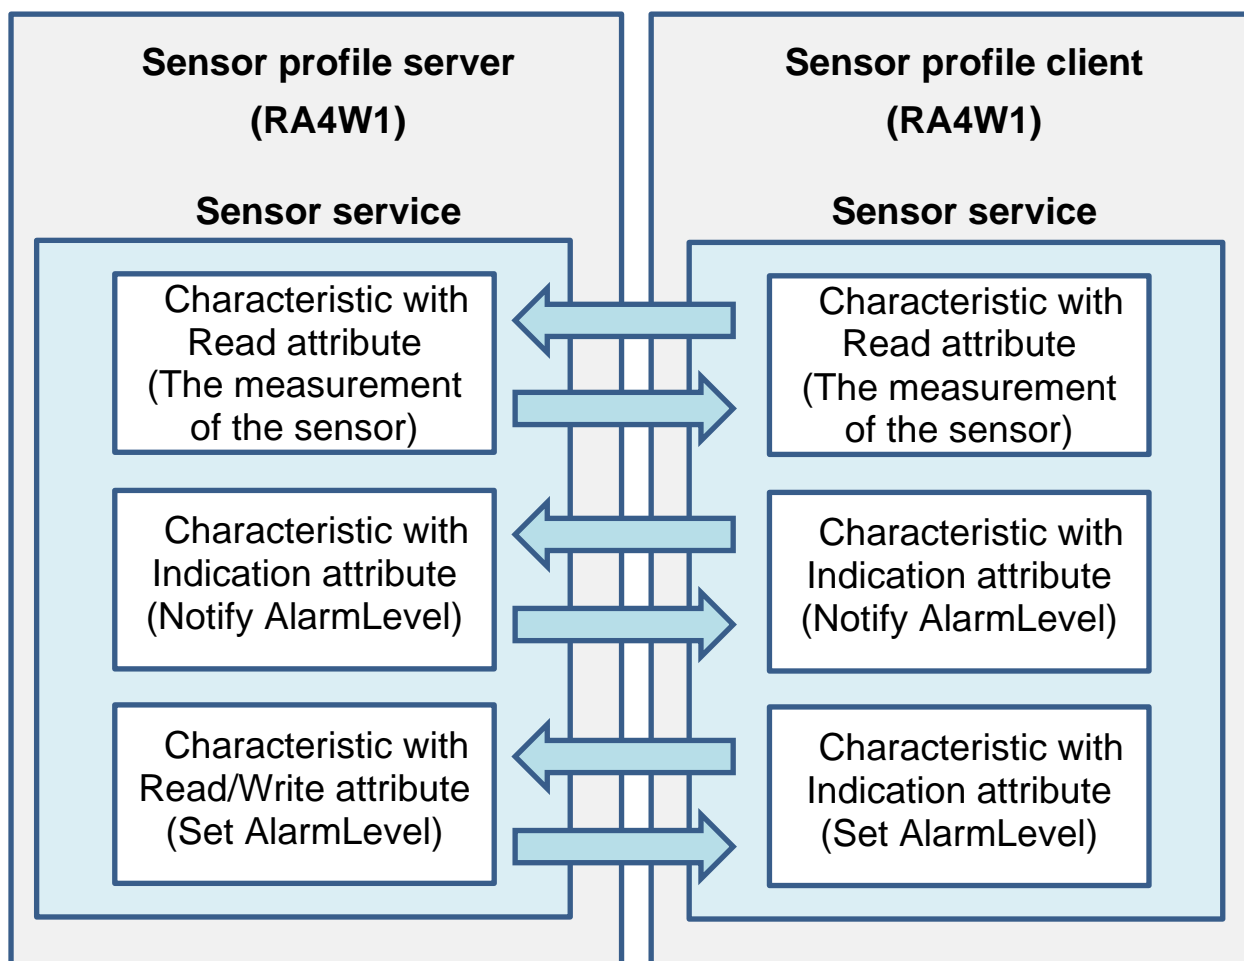 Sensor profile server
(RA4W1)
Sensor service
Characteristic with
Read attribute
(The measurement
of the sensor)
Characteristic with
Indication attribute
(Notify AlarmLevel)
Characteristic with
Read/Write attribute
(Set AlarmLevel)
Sensor profile client
(RA4W1)
Sensor service
Characteristic with
Read attribute
(The measurement
of the sensor)
Characteristic with
Indication attribute
(Notify AlarmLevel)
Characteristic with
Indication attribute
(Set AlarmLevel)